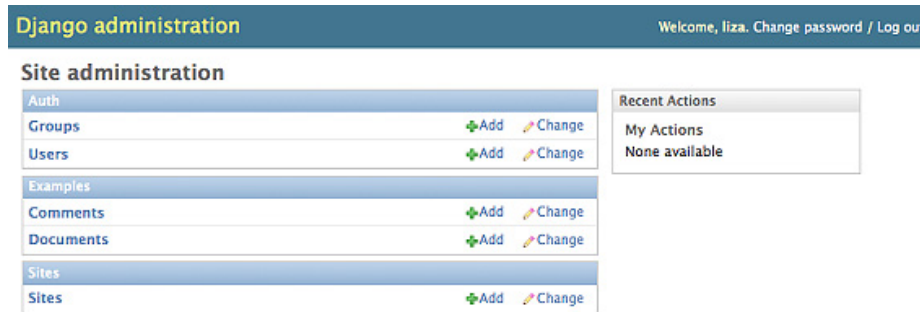 Django administration
Welcome, liza. Change password / Log ou
Site administration
Auth
Groups Add Change
Users Add Change
Examples
Comments Add Change
Documents Add Change
Sites
Sites Add Change
Recent Actions
My Actions
None available